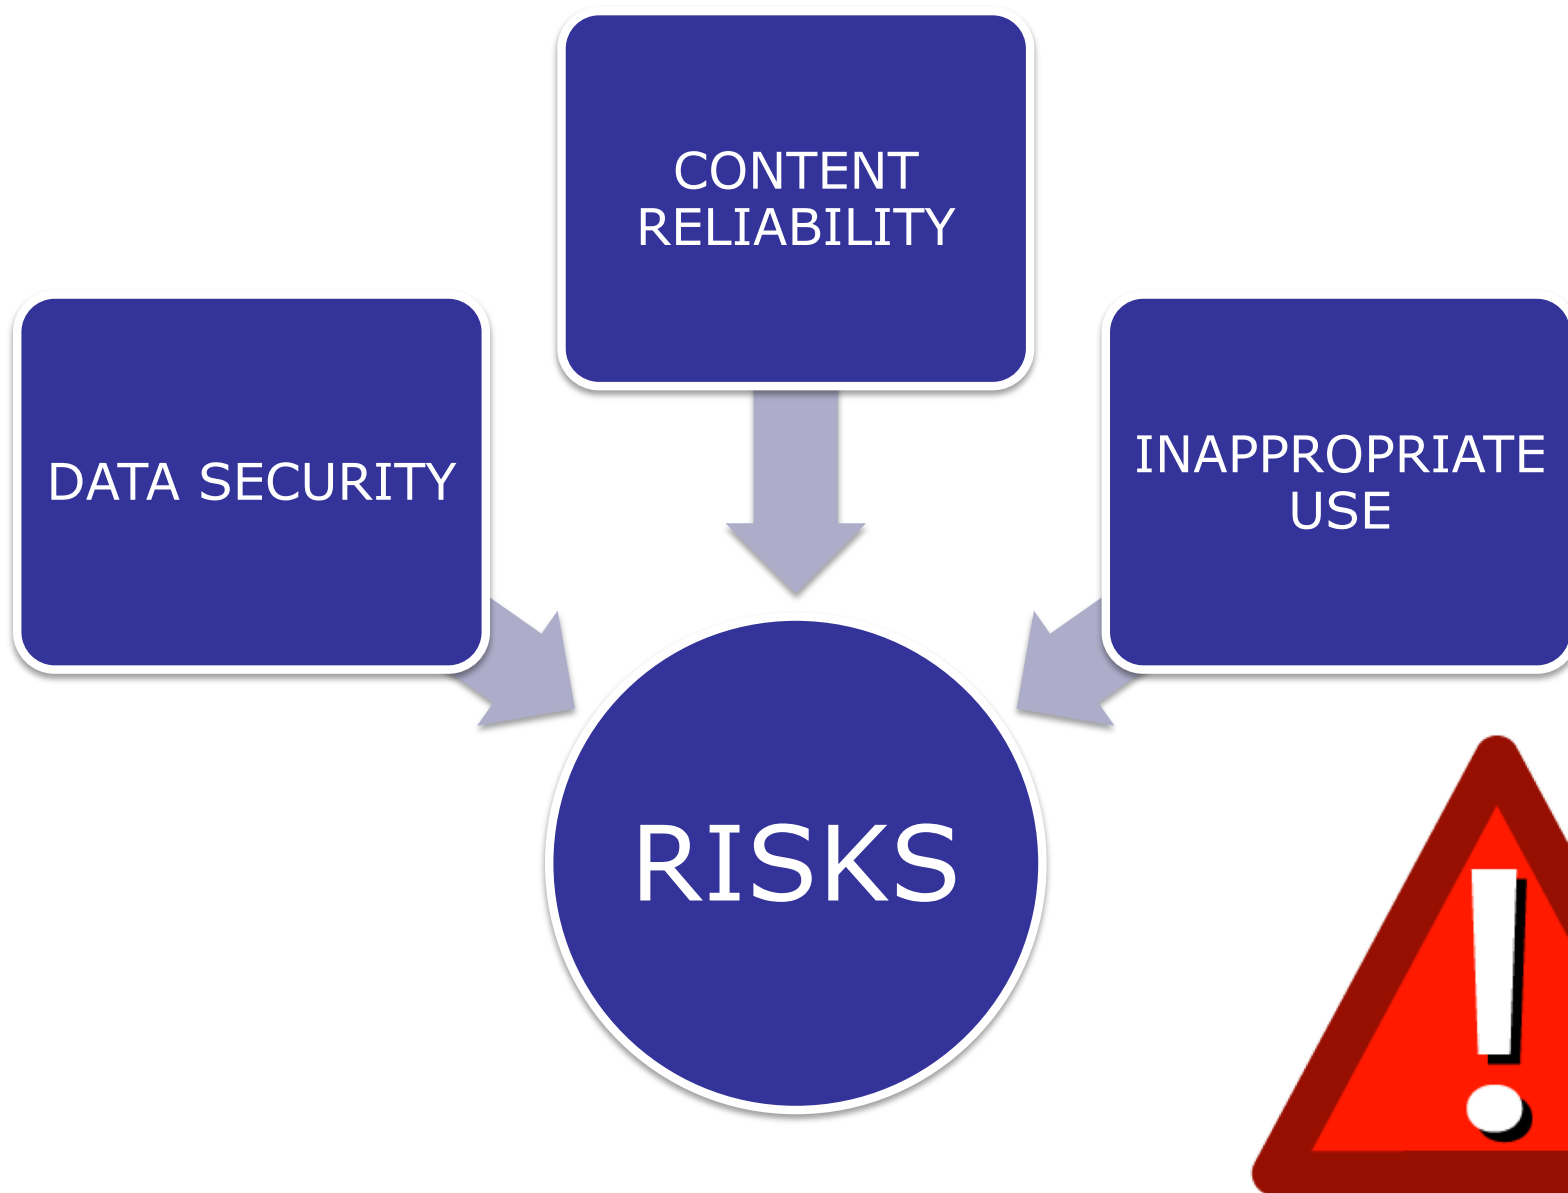 CONTENT
RELIABILITY
DATA SECURITY
INAPPROPRIATE
USE
RISKS
!